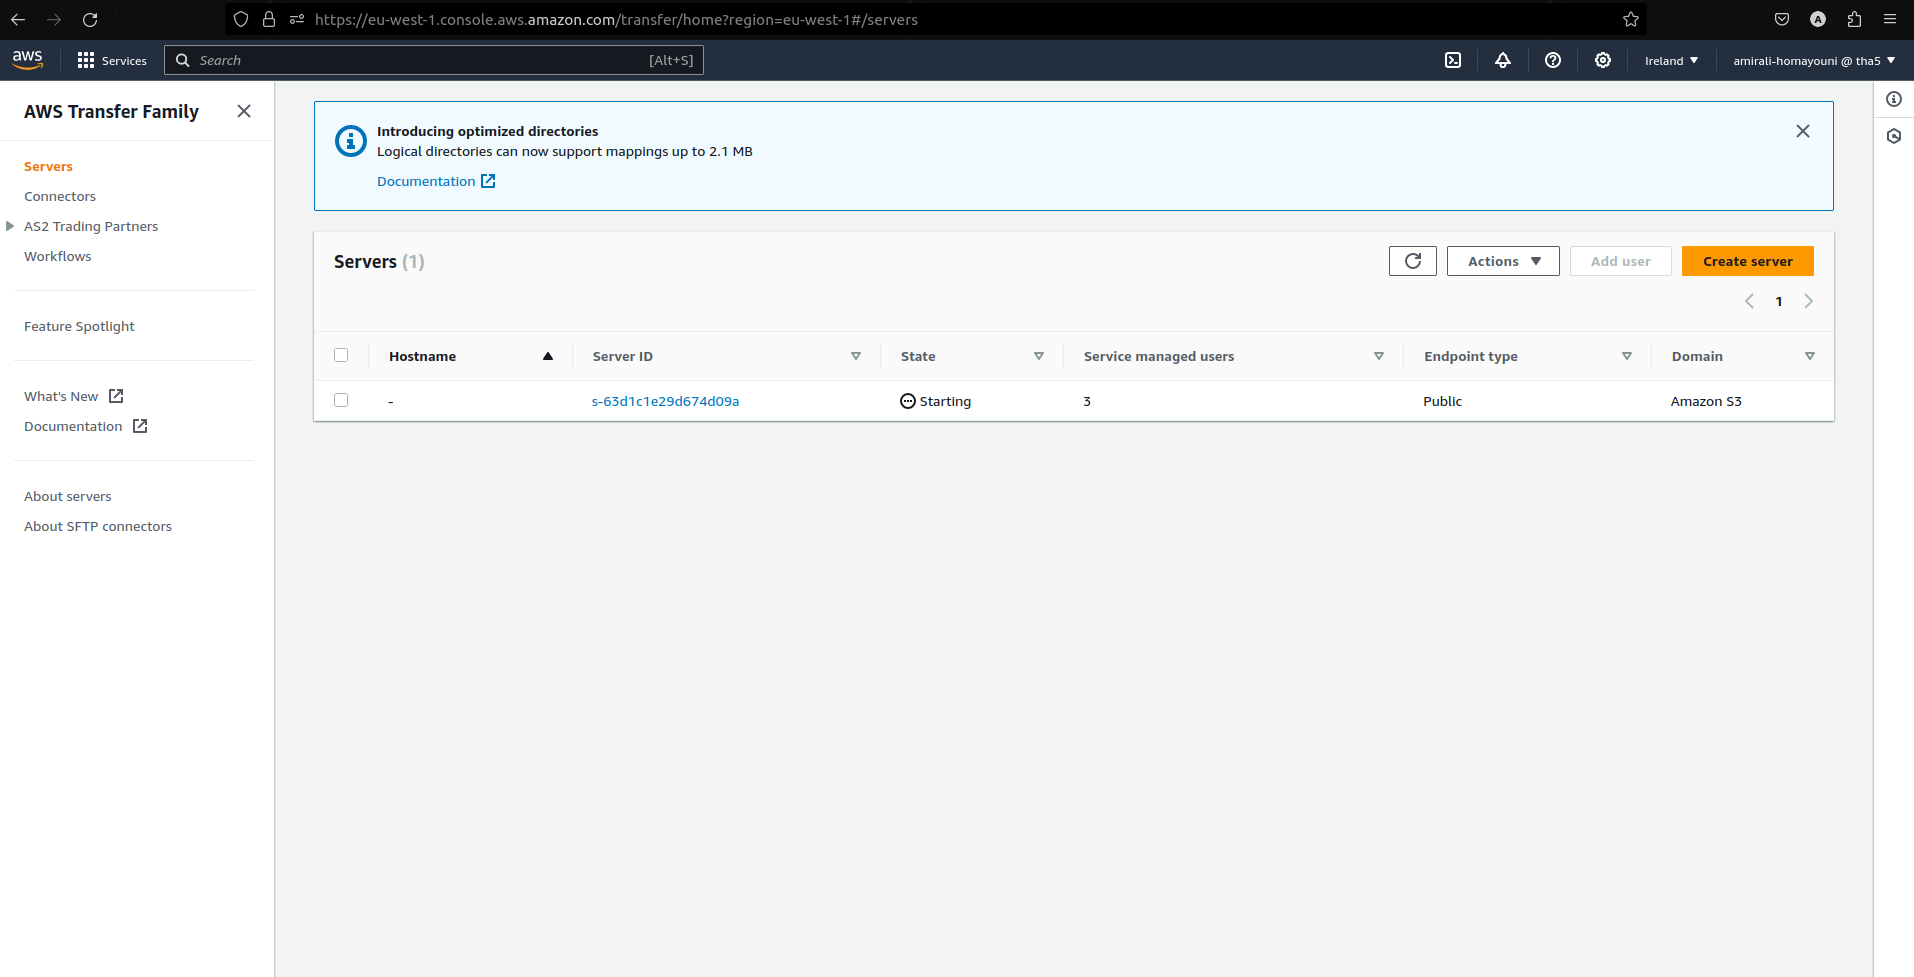 https://eu-west-1.console.aws.amazon.com/transfer/home?region=eu-west-1#/servers
A
aws
Services
Search
[Alt+S]
Ireland
amirali-homayouni @ tha5
AWS Transfer Family
Servers
Connectors
AS2 Trading Partners
Workflows
Feature Spotlight
What's New
Documentation
About servers
About SFTP connectors
Introducing optimized directories
Logical directories can now support mappings up to 2.1 MB
Documentation
Servers (1)
Actions
Add user
Create server
1
Hostname Server ID State Service managed users Endpoint type Domain
- s-63d1c1e29d674d09a Starting 3 Public Amazon S3